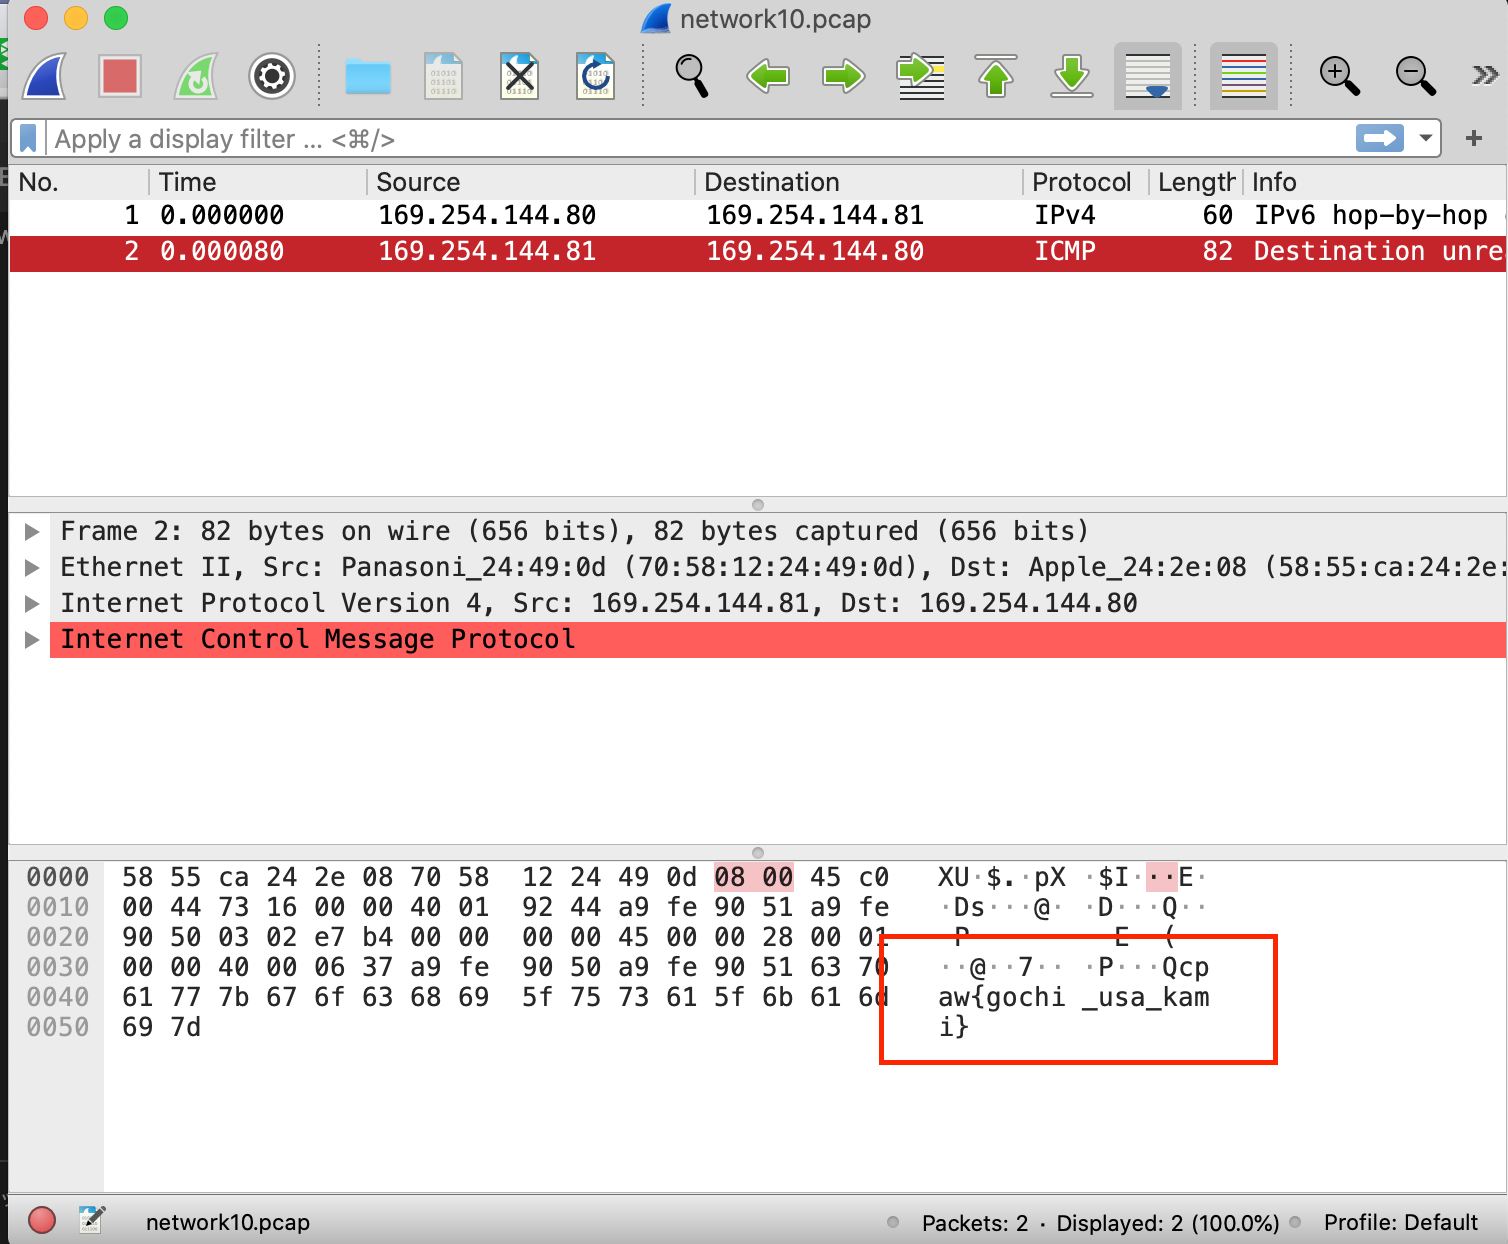 network10.pcap
Apply a display filter ... <⌘/>
No. Time Source Destination Protocol Length Info
1 0.000000 169.254.144.80 169.254.144.81 IPv4 60 IPv6 hop-by-hop
2 0.000080 169.254.144.81 169.254.144.80 ICMP 82 Destination unre
Frame 2: 82 bytes on wire (656 bits), 82 bytes captured (656 bits)
Ethernet II, Src: Panasoni_24:49:0d (70:58:12:24:49:0d), Dst: Apple_24:2e:08 (58:55:ca:24:2e:
Internet Protocol Version 4, Src: 169.254.144.81, Dst: 169.254.144.80
Internet Control Message Protocol
0000 58 55 ca 24 2e 08 70 58 12 24 49 0d 08 00 45 c0 XU·$.·pX ·$I···E·
0010 00 44 73 16 00 00 40 01 92 44 a9 fe 90 51 a9 fe ·Ds···@· ·D···Q··
0020 90 50 03 02 e7 b4 00 00 00 00 45 00 00 28 00 01 P E (
0030 00 00 40 00 06 37 a9 fe 90 50 a9 fe 90 51 63 70 ··@··7·· ·P···Qcp
0040 61 77 7b 67 6f 63 68 69 5f 75 73 61 5f 6b 61 6d aw{gochi _usa_kam
0050 69 7d i}
network10.pcap Packets: 2 · Displayed: 2 (100.0%) Profile: Default